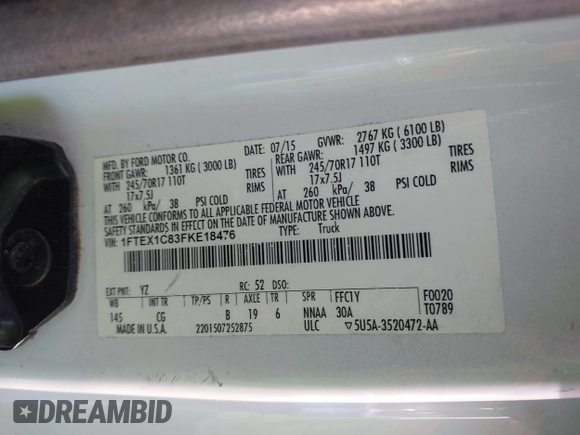 MFD. BY FORD MOTOR CO.
DATE: 07/15 GVWR: 2767 KG ( 6100 LB)
FRONT GAWR: 1361 KG ( 3000 LB) REAR GAWR: 1497 KG ( 3300 LB)
WITH 245/70R17 110T TIRES WITH 245/70R17 110T TIRES
17x7.5J RIMS 17x7.5J RIMS
AT 260 kPa/ 38 PSI COLD AT 260 kPa/ 38 PSI COLD
THIS VEHICLE CONFORMS TO ALL APPLICABLE FEDERAL MOTOR VEHICLE
SAFETY STANDARDS IN EFFECT ON THE DATE OF MANUFACTURE SHOWN ABOVE.
VIN: 1FTEX1C83FKE18476 TYPE: Truck
EXT PNT: YZ RC: 52 DSO:
WB INT TR TP/PS R AXLE TR SPR FFC1Y F0020
145 CG B 19 6 NNAA 30A T0789
MADE IN U.S.A. 2201507252875 ULC ▽5U5A-3520472-AA
DREAMBID